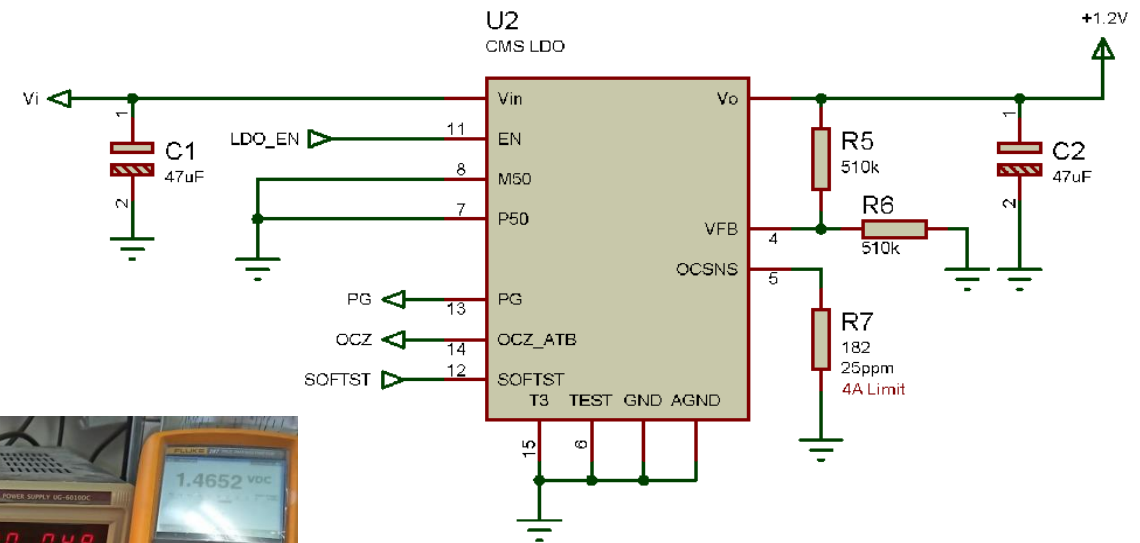 U2
CMS LDO
+1.2V
Vi
Vin
Vo
1
C1
47uF
2
LDO_EN
11
EN
8
M50
7
P50
R5
510k
1
C2
47uF
2
VFB
4
R6
510k
OCSNS
5
PG
13
PG
OCZ
14
OCZ_ATB
SOFTST
12
SOFTST
R7
182
25ppm
4A Limit
T3 TEST GND AGND
15
6
FLUKE 287
1.4652 VDC
POWER SUPPLY UG-6010DC